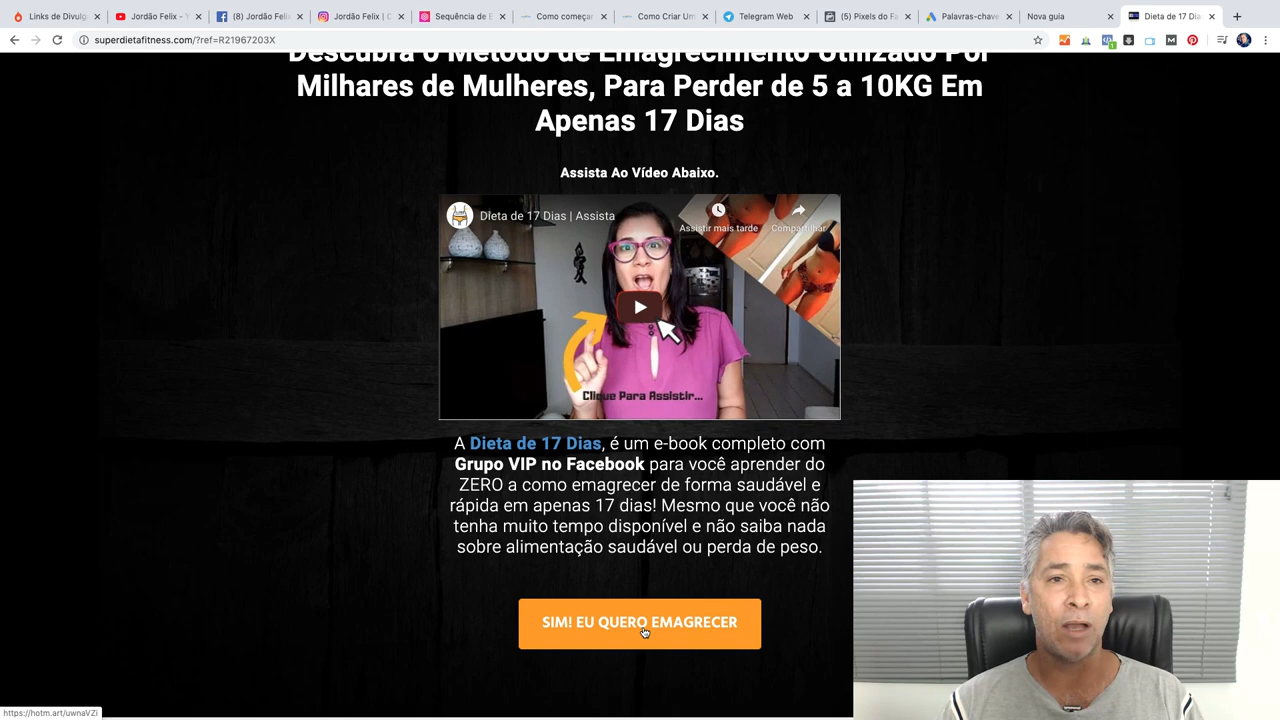 Links de Divulg
Jordão Felix - Y
(8) Jordão Feli
Jordão Felix | C
Sequência de E
Como começar
Como Criar Um
Telegram Web
(5) Pixels do Fa
Palavras-chave
Nova guia
Dieta de 17 Dia
superdietafitness.com/?ref=R21967203X
Descubra o Método de Emagrecimento Utilizado Por
Milhares de Mulheres, Para Perder de 5 a 10KG Em
Apenas 17 Dias
Assista Ao Vídeo Abaixo.
Dieta de 17 Dias | Assista
Assistir mais tarde
Compartilhar
Clique Para Assistir...
A Dieta de 17 Dias, é um e-book completo com
Grupo VIP no Facebook para você aprender do
ZERO a como emagrecer de forma saudável e
rápida em apenas 17 dias! Mesmo que você não
tenha muito tempo disponível e não saiba nada
sobre alimentação saudável ou perda de peso.
SIM! EU QUERO EMAGRECER
https://hotm.art/uwnaVZi